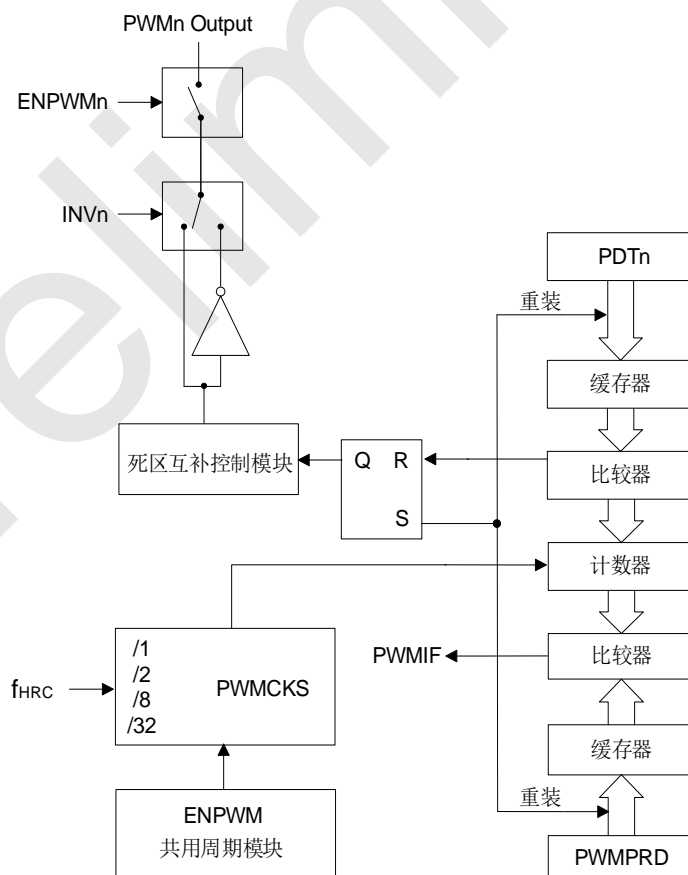 PWMn Output
ENPWMn
INVn
PDTn
重装
缓存器
死区互补控制模块
Q R
S
比较器
计数器
fHRC
/1
/2
/8
/32
PWMCKS
PWMIF
比较器
缓存器
重装
ENPWM
共用周期模块
PWMPRD
elimi